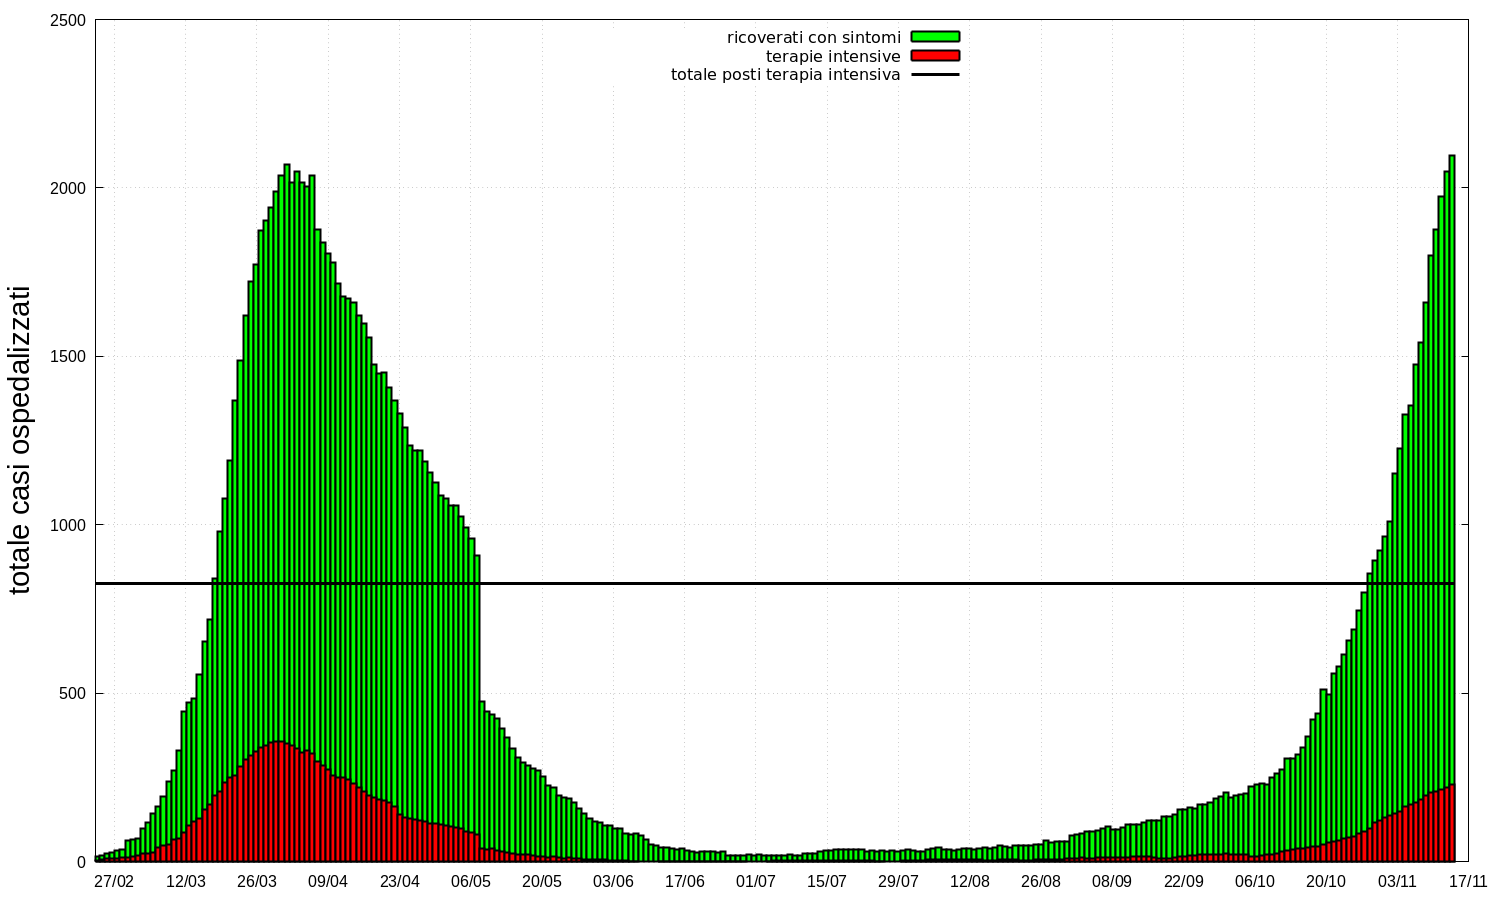 ricoverati con sintomi
terapie intensive
totale posti terapia intensiva
totale casi ospedalizzati
2500
2000
1500
1000
500
0
27/02 12/03 26/03 09/04 23/04 06/05 20/05 03/06 17/06 01/07 15/07 29/07 12/08 26/08 08/09 22/09 06/10 20/10 03/11 17/11